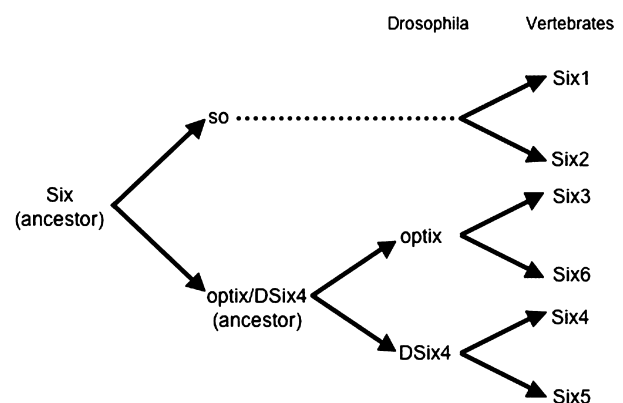 Drosophila Vertebrates
Six1
so
Six2
Six
(ancestor)
Six3
optix
Six6
optix/DSix4
(ancestor)
Six4
DSix4
Six5